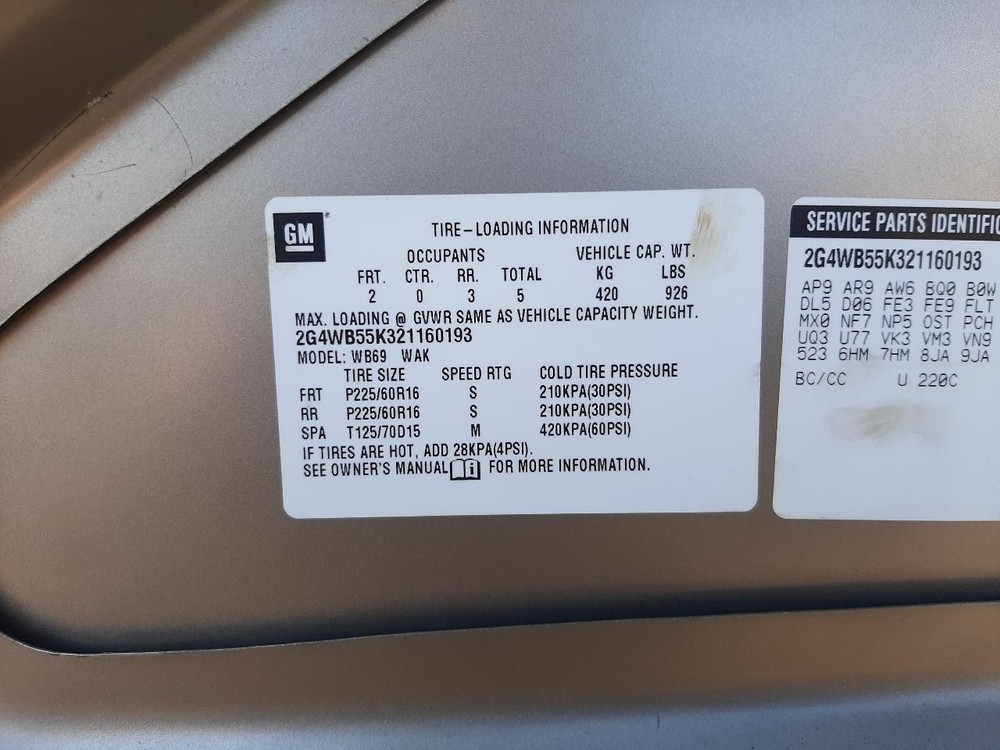 GM
TIRE-LOADING INFORMATION
OCCUPANTS VEHICLE CAP. WT.
FRT. CTR. RR. TOTAL KG LBS
2 0 3 5 420 926
MAX. LOADING @ GVWR SAME AS VEHICLE CAPACITY WEIGHT.
2G4WB55K321160193
MODEL: WB69 WAK
TIRE SIZE SPEED RTG COLD TIRE PRESSURE
FRT P225/60R16 S 210KPA(30PSI)
RR P225/60R16 S 210KPA(30PSI)
SPA T125/70D15 M 420KPA(60PSI)
IF TIRES ARE HOT, ADD 28KPA(4PSI).
SEE OWNER'S MANUAL FOR MORE INFORMATION.
SERVICE PARTS IDENTIFIC
2G4WB55K321160193
AP9 AR9 AW6 BQ0 B0W
DL5 D06 FE3 FE9 FLT
MX0 NF7 NP5 OST PCH
UQ3 U77 VK3 VM3 VN9
523 6HM 7HM 8JA 9JA
BC/CC U 220C